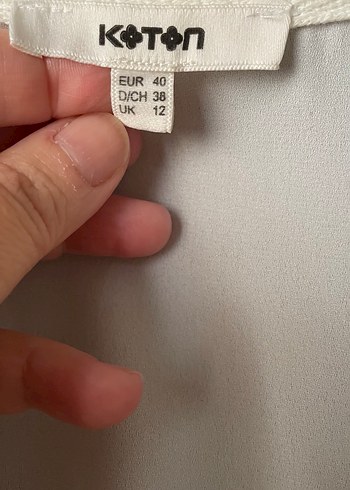 KOTON
EUR 40
D/CH 38
UK 12